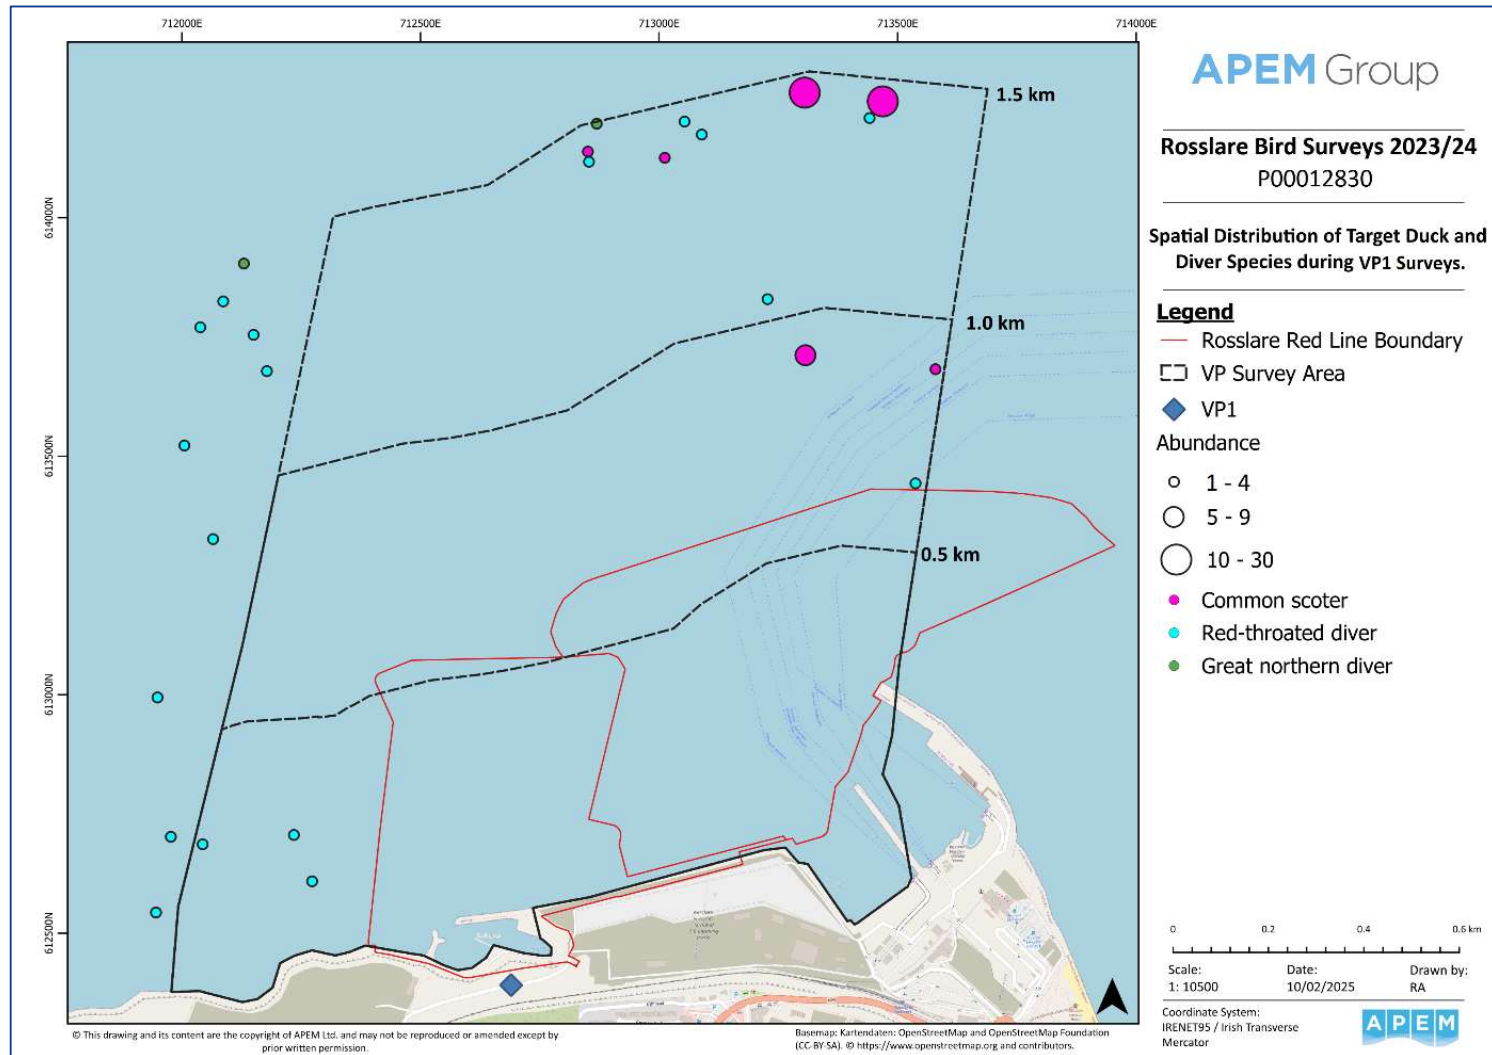 712000E
712500E
713000E
713500E
714000E
614000N
613500N
613000N
612500N
1.5 km
1.0 km
0.5 km
APEM Group
Rosslare Bird Surveys 2023/24
P00012830
Spatial Distribution of Target Duck and
Diver Species during VP1 Surveys.
Legend
Rosslare Red Line Boundary
VP Survey Area
VP1
Abundance
1 - 4
5 - 9
10 - 30
Common scoter
Red-throated diver
Great northern diver
0
0.2
0.4
0.6 km
Scale:
1: 10500
Date:
10/02/2025
Drawn by:
RA
Coordinate System:
IRENET95 / Irish Transverse
Mercator
APEM
© This drawing and its content are the copyright of APEM Ltd. and may not be reproduced or amended except by
prior written permission.
Basemap: Kartendaten: OpenStreetMap and OpenStreetMap Foundation
(CC-BY-SA). © https://www.openstreetmap.org and contributors.